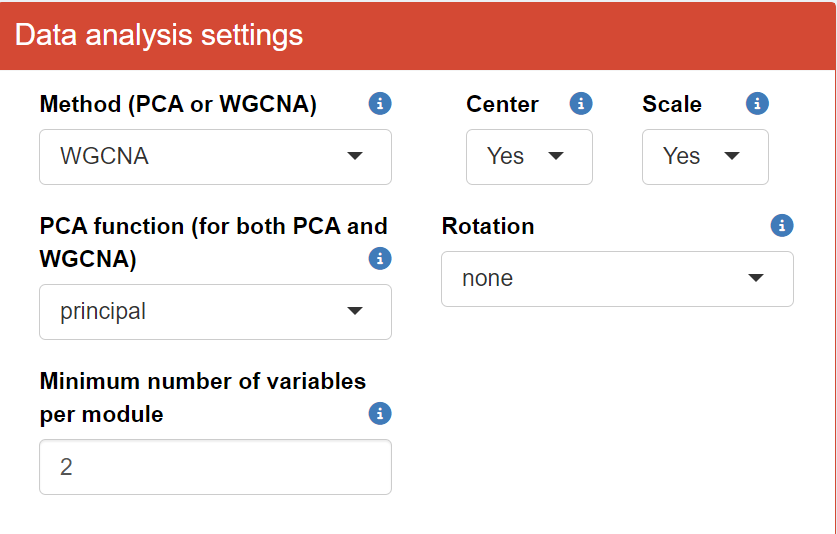 Data analysis settings
Method (PCA or WGCNA)
Center
Scale
WGCNA
Yes
Yes
PCA function (for both PCA and
WGCNA)
Rotation
principal
none
Minimum number of variables
per module
2